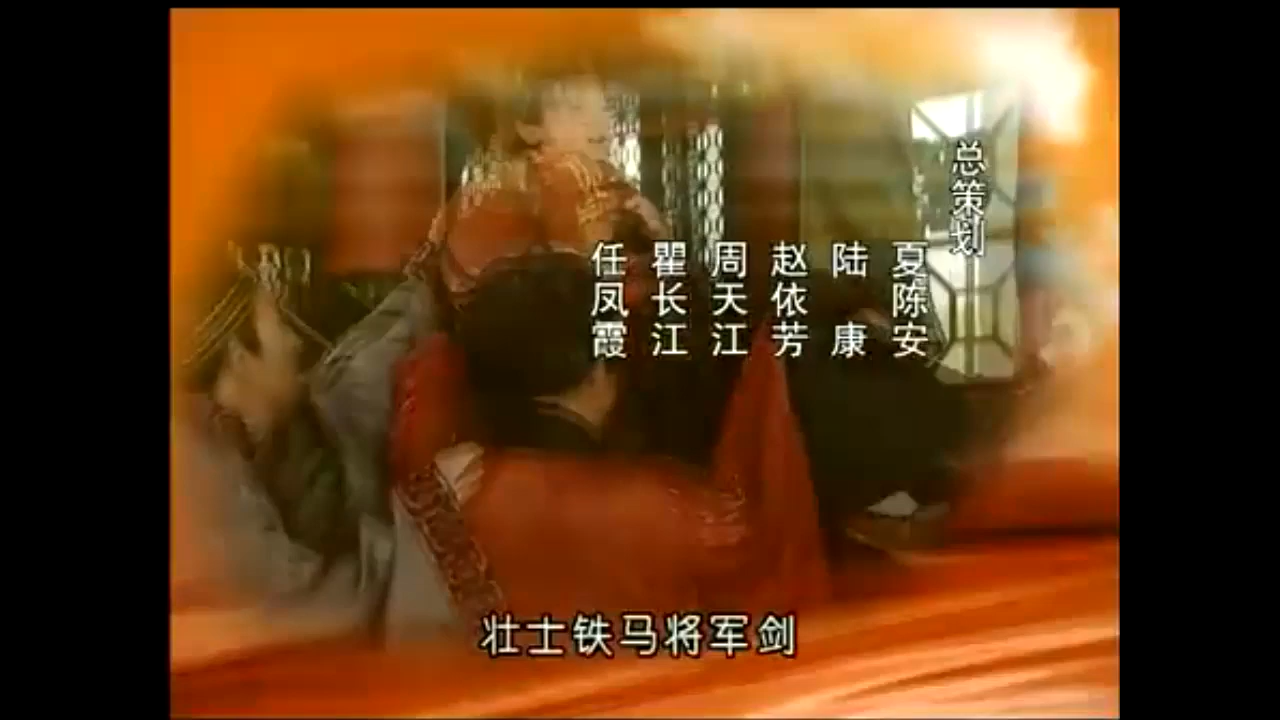 总策划
夏陈安
陆康
赵依芳
周天江
瞿长江
任凤霞
壮士铁马将军剑